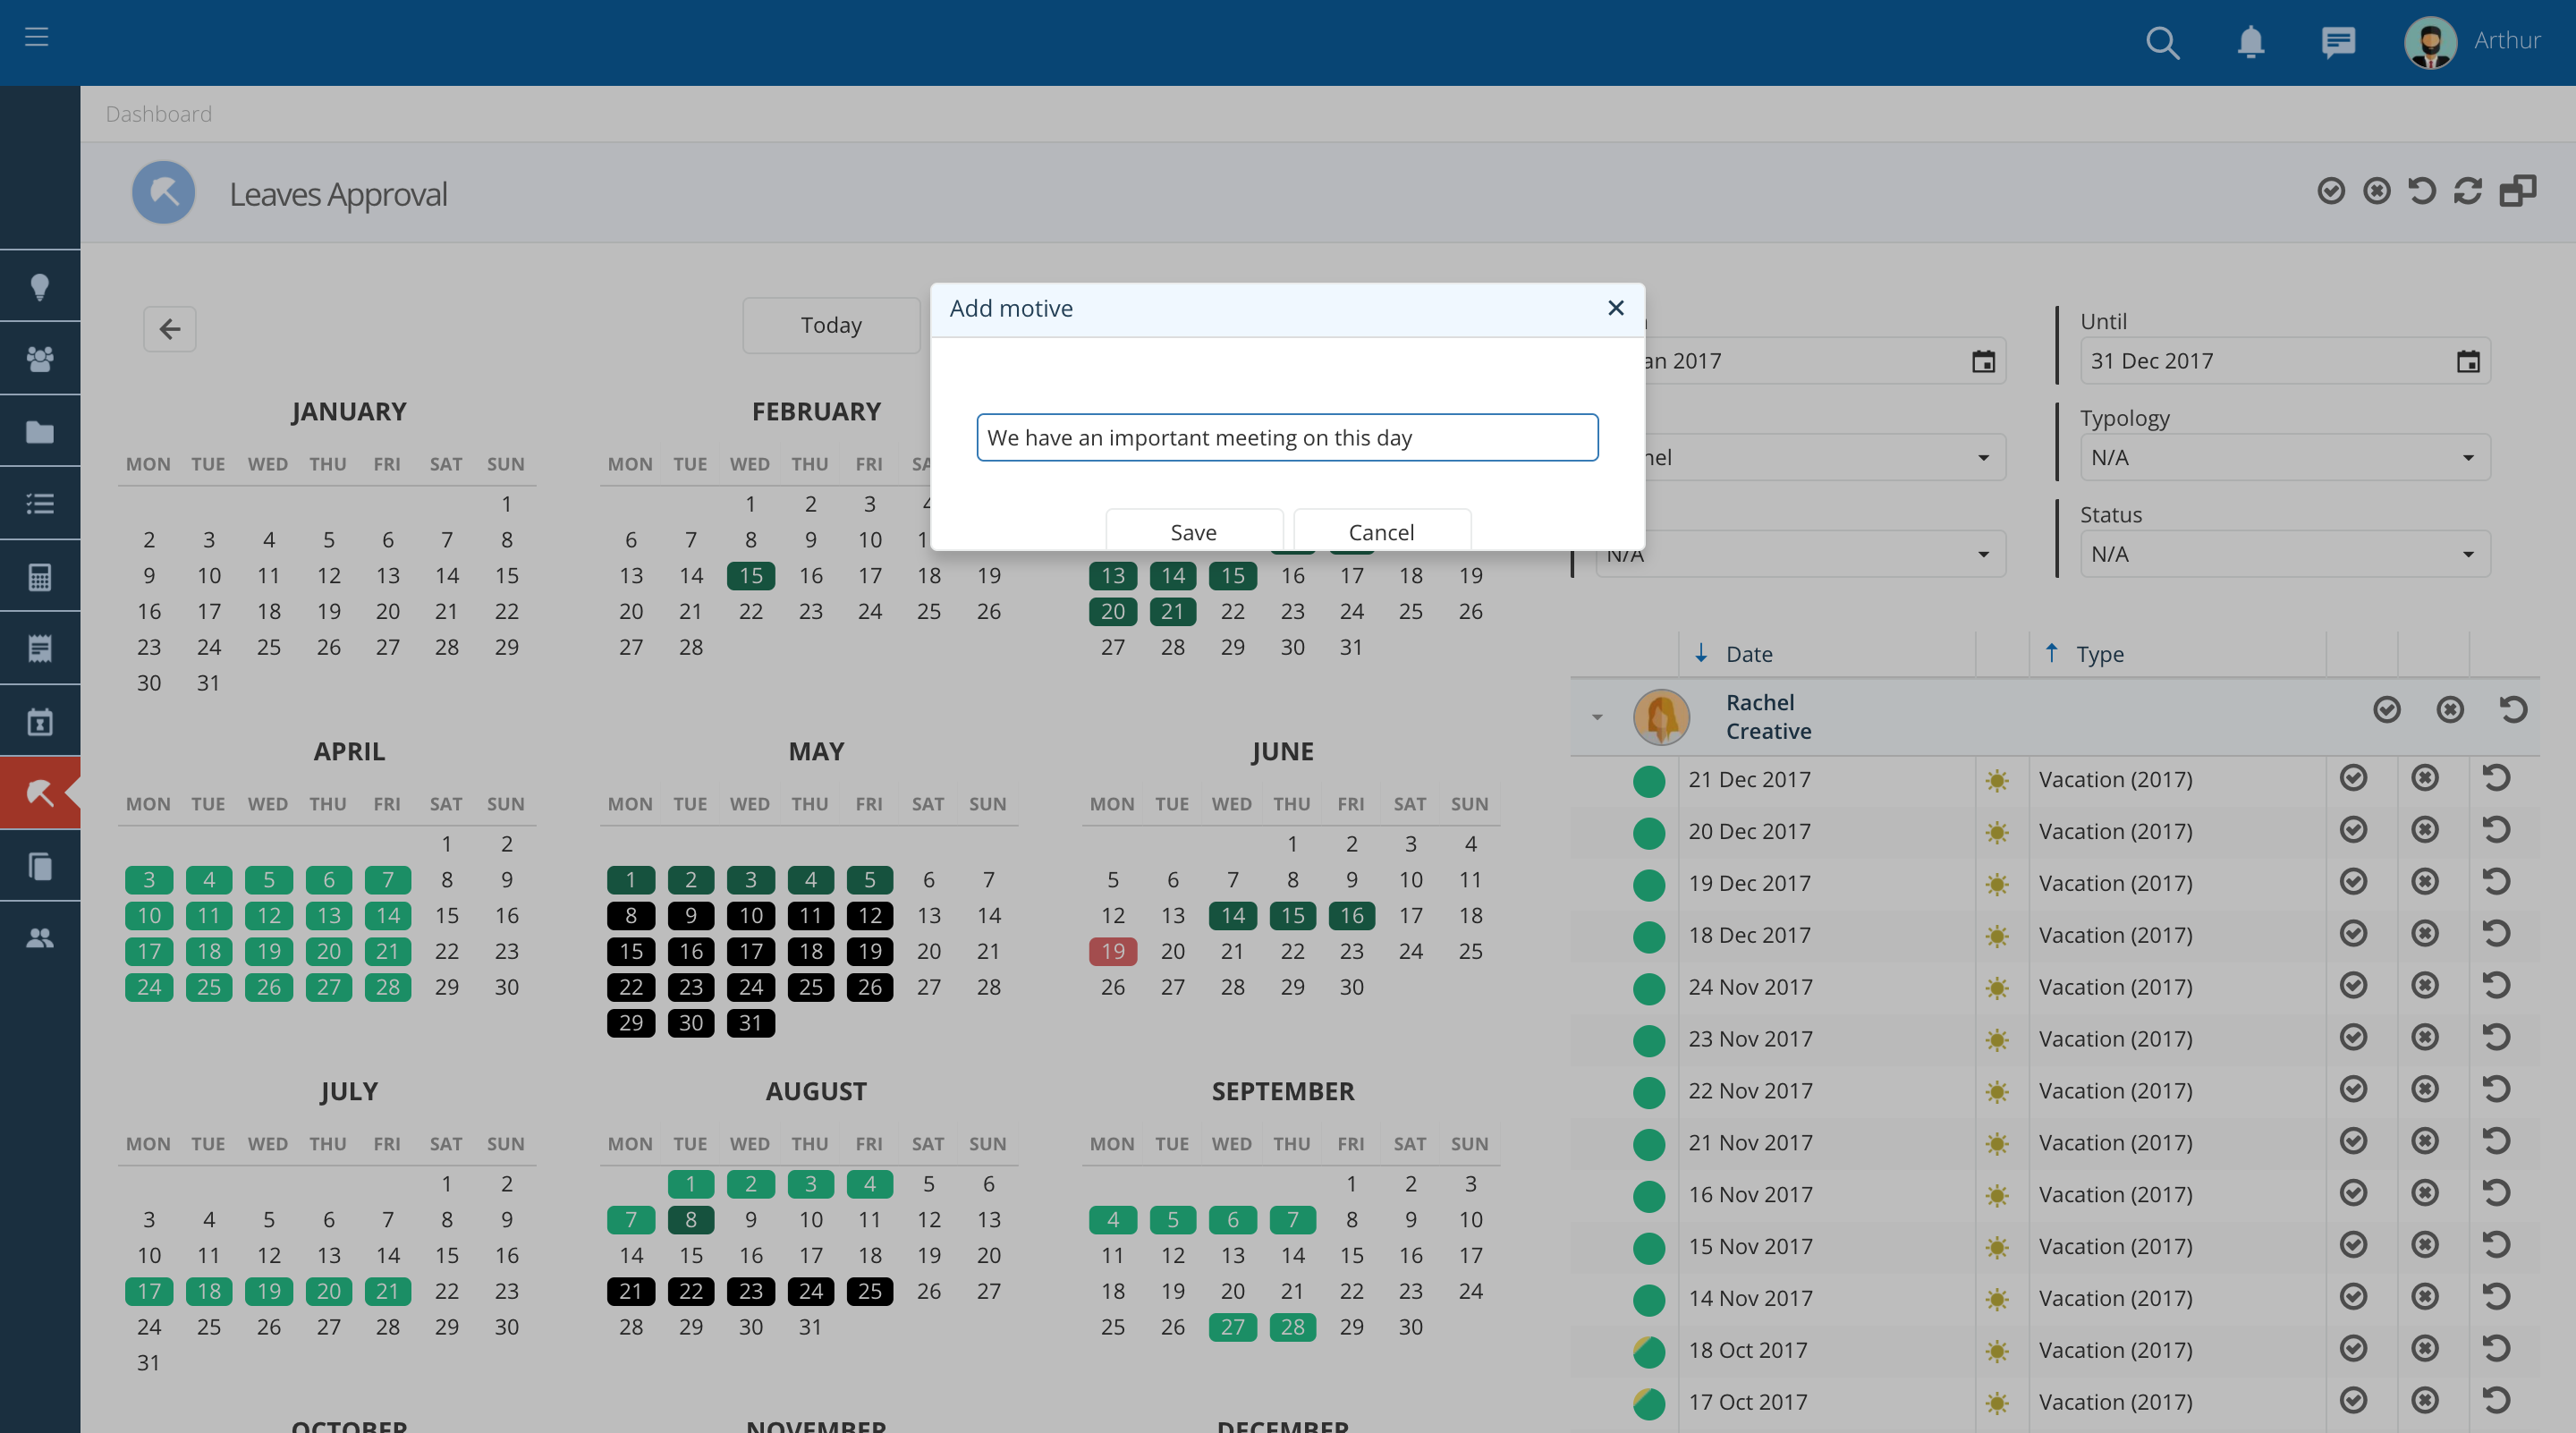 Arthur
Dashboard
Leaves Approval
Today
Add motive
We have an important meeting on this day
Save Cancel
an 2017
Until
31 Dec 2017
nel
Typology
N/A
N/A
Status
N/A
JANUARY
MON TUE WED THU FRI SAT SUN
1
2 3 4 5 6 7 8
9 10 11 12 13 14 15
16 17 18 19 20 21 22
23 24 25 26 27 28 29
30 31
FEBRUARY
MON TUE WED THU FRI
1 2 3 4
6 7 8 9 10
13 14 15 16 17 18 19
20 21 22 23 24 25 26
27 28
13 14 15 16 17 18 19
20 21 22 23 24 25 26
27 28 29 30 31
APRIL
MON TUE WED THU FRI SAT SUN
1 2
3 4 5 6 7 8 9
10 11 12 13 14 15 16
17 18 19 20 21 22 23
24 25 26 27 28 29 30
MAY
MON TUE WED THU FRI SAT SUN
1 2 3 4 5 6 7
8 9 10 11 12 13 14
15 16 17 18 19 20 21
22 23 24 25 26 27 28
29 30 31
JUNE
MON TUE WED THU FRI SAT SUN
1 2 3 4
5 6 7 8 9 10 11
12 13 14 15 16 17 18
19 20 21 22 23 24 25
26 27 28 29 30
JULY
MON TUE WED THU FRI SAT SUN
1 2
3 4 5 6 7 8 9
10 11 12 13 14 15 16
17 18 19 20 21 22 23
24 25 26 27 28 29 30
31
AUGUST
MON TUE WED THU FRI SAT SUN
1 2 3 4 5 6
7 8 9 10 11 12 13
14 15 16 17 18 19 20
21 22 23 24 25 26 27
28 29 30 31
SEPTEMBER
MON TUE WED THU FRI SAT SUN
1 2 3
4 5 6 7 8 9 10
11 12 13 14 15 16 17
18 19 20 21 22 23 24
25 26 27 28 29 30
OCTOBER
NOVEMBER
DECEMBER
Date Type
Rachel
Creative
21 Dec 2017 Vacation (2017)
20 Dec 2017 Vacation (2017)
19 Dec 2017 Vacation (2017)
18 Dec 2017 Vacation (2017)
24 Nov 2017 Vacation (2017)
23 Nov 2017 Vacation (2017)
22 Nov 2017 Vacation (2017)
21 Nov 2017 Vacation (2017)
16 Nov 2017 Vacation (2017)
15 Nov 2017 Vacation (2017)
14 Nov 2017 Vacation (2017)
18 Oct 2017 Vacation (2017)
17 Oct 2017 Vacation (2017)